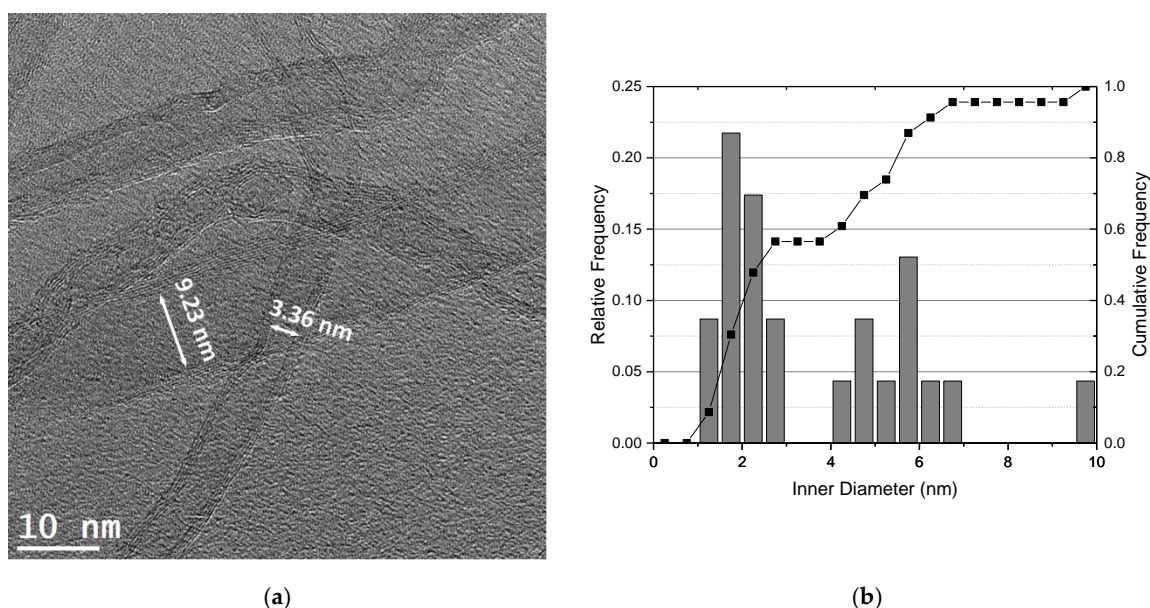 9.23 nm
3.36 nm
10 nm
(a)
0.25
0.20
0.15
0.10
0.05
0.00
Relative Frequency
1.0
0.8
0.6
0.4
0.2
0.0
Cumulative Frequency
0 2 4 6 8 10
Inner Diameter (nm)
(b)